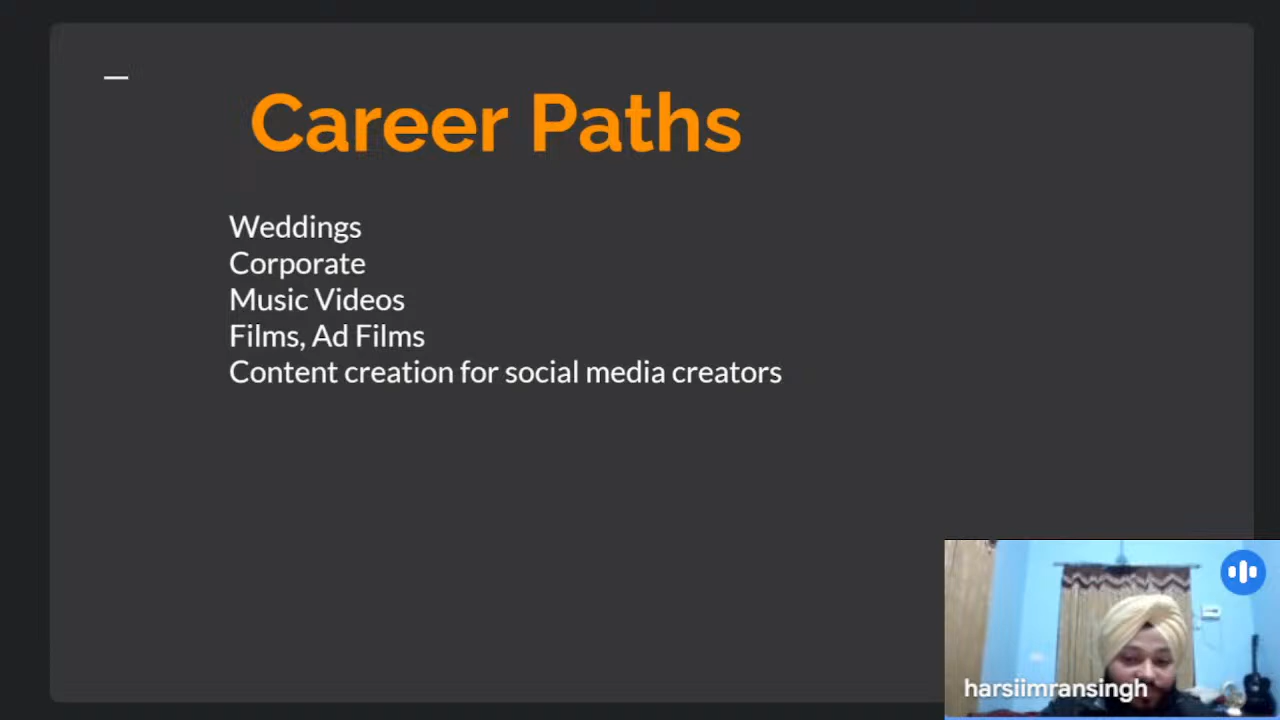 Career Paths
Weddings
Corporate
Music Videos
Films, Ad Films
Content creation for social media creators
harsiimransingh